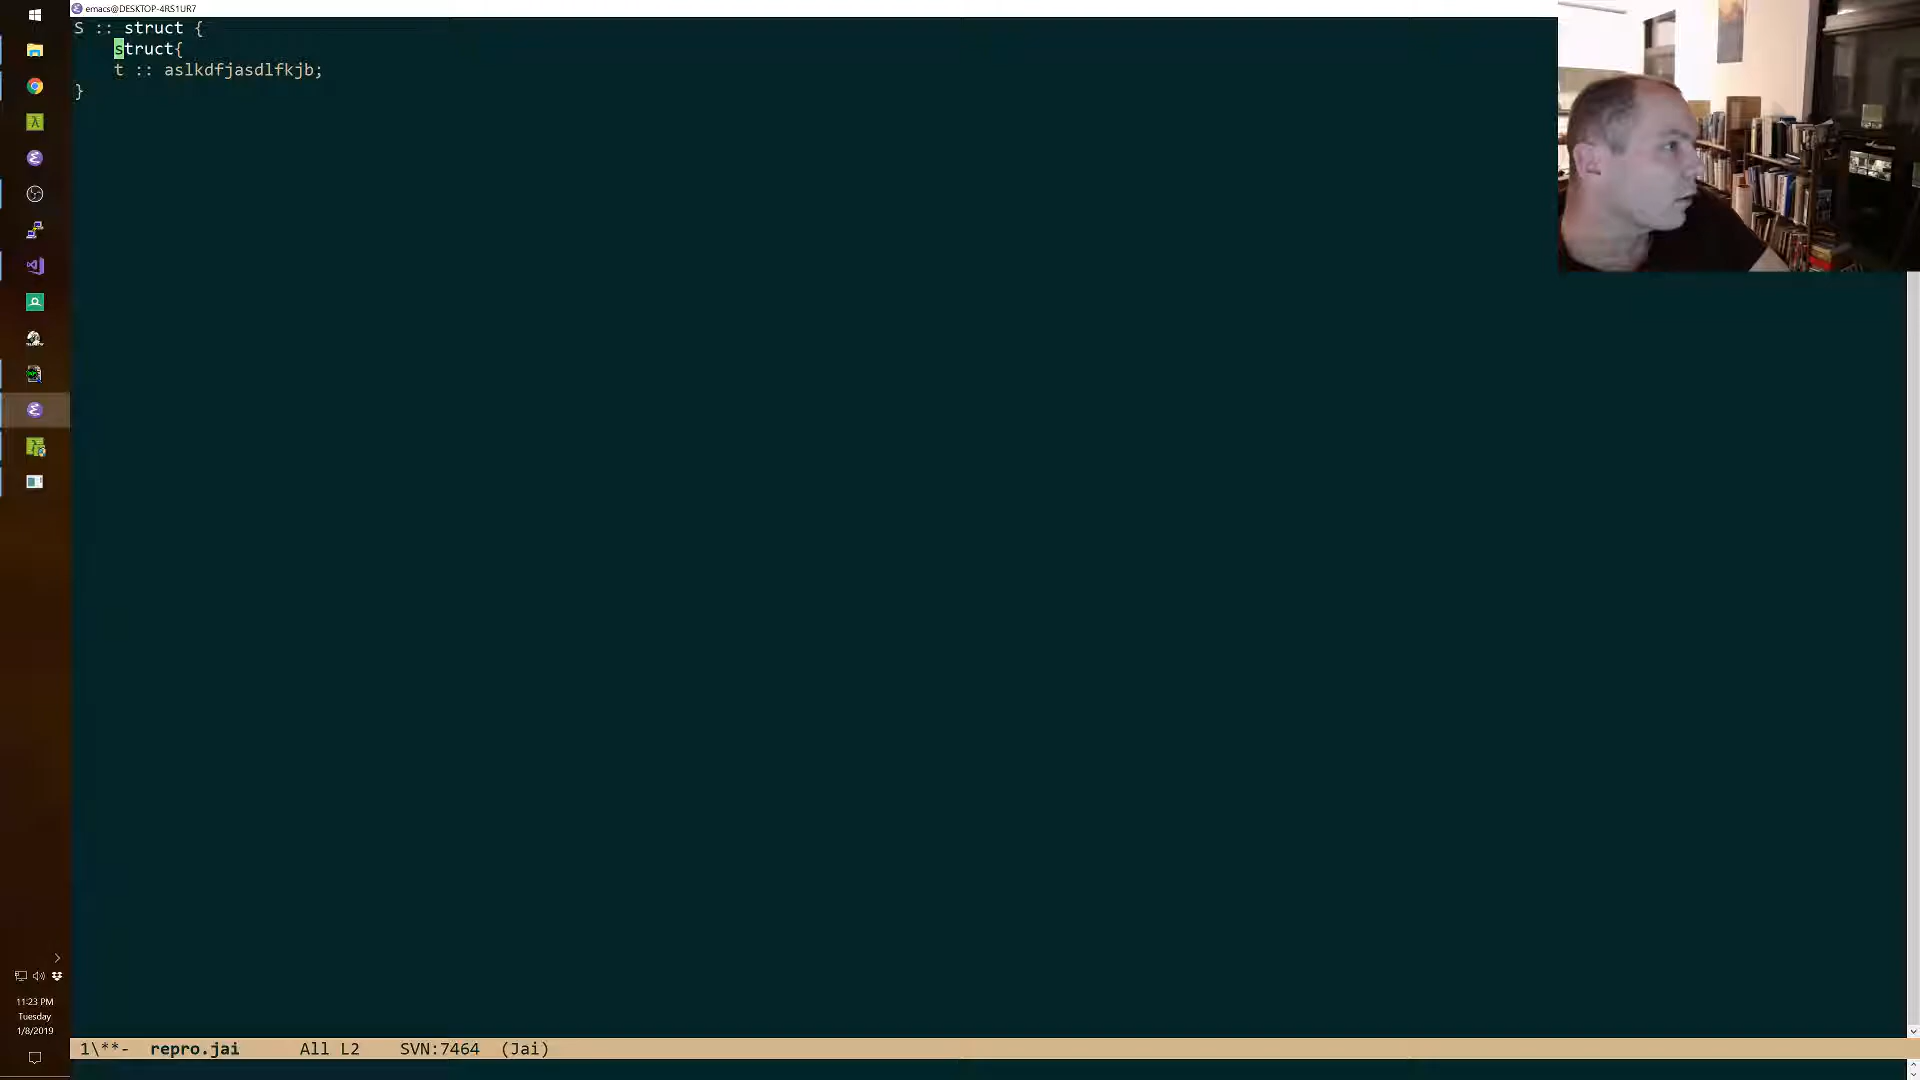 emacs@DESKTOP-4RS1UR7
S :: struct {
struct{
t :: aslkdfjasdlfkjb;
}
11:23 PM
Tuesday
1/8/2019
1\**-  repro.jai      All L2    SVN:7464  (Jai)